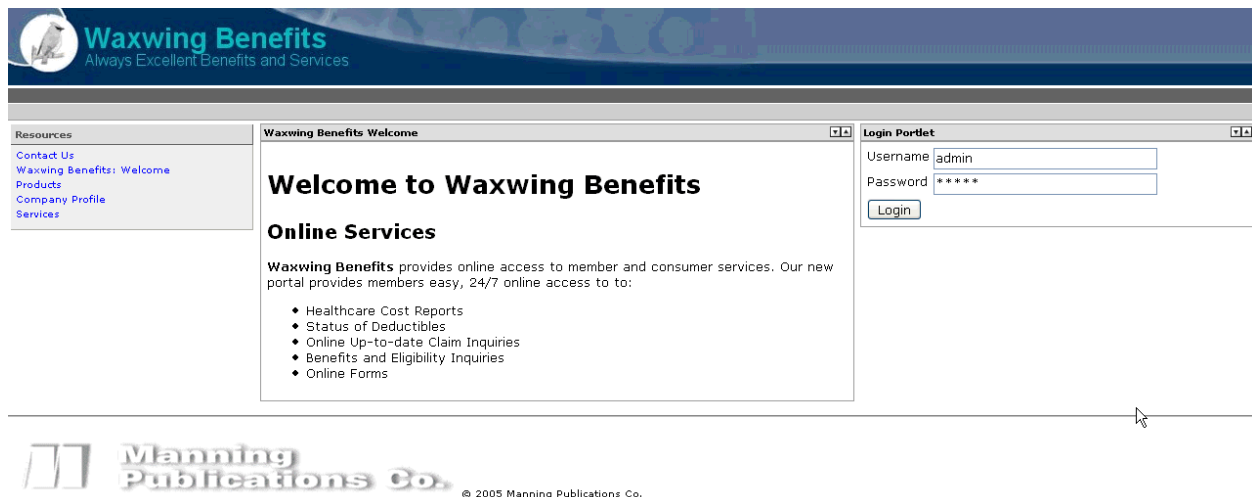 Waxwing Benefits
Always Excellent Benefits and Services
Resources
Contact Us
Waxwing Benefits: Welcome
Products
Company Profile
Services
Waxwing Benefits Welcome
Welcome to Waxwing Benefits
Online Services
Waxwing Benefits provides online access to member and consumer services. Our new
portal provides members easy, 24/7 online access to to:
Healthcare Cost Reports
Status of Deductibles
Online Up-to-date Claim Inquiries
Benefits and Eligibility Inquiries
Online Forms
Login Portlet
Username admin
Password *****
Login
Manning
Publications Co.
© 2005 Manning Publications Co.